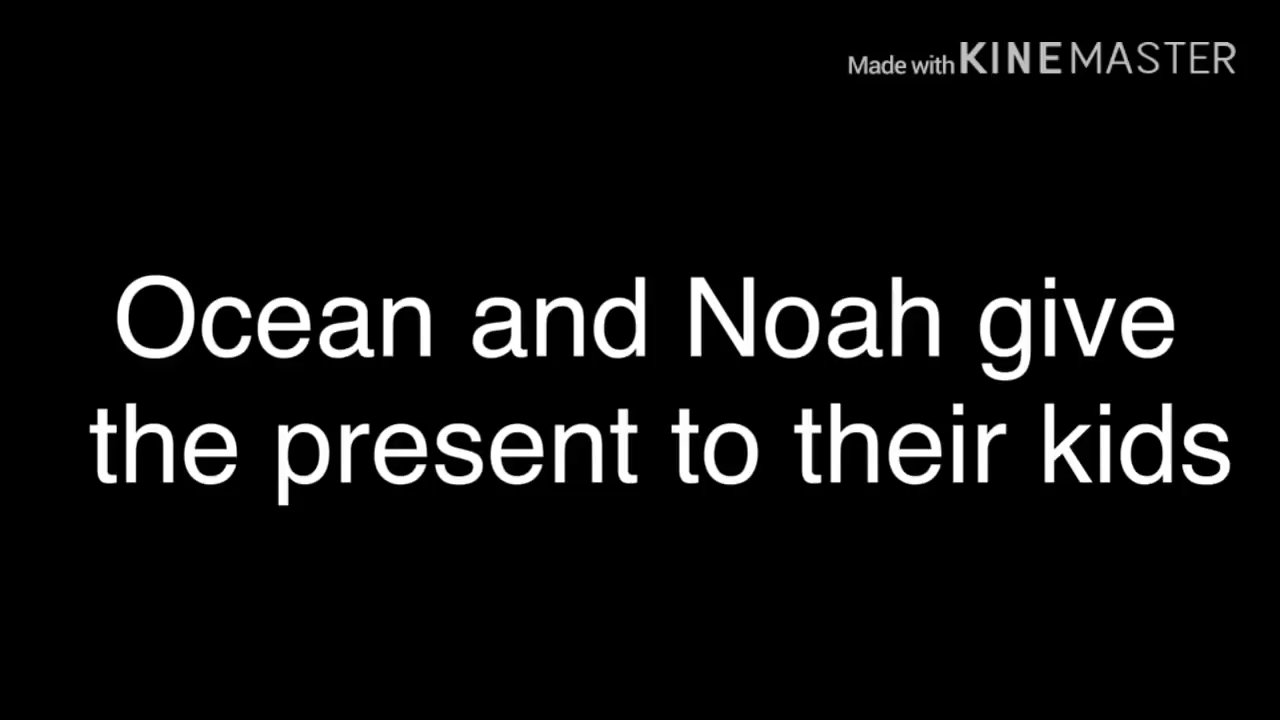 Made with KINEMASTER
Ocean and Noah give
the present to their kids